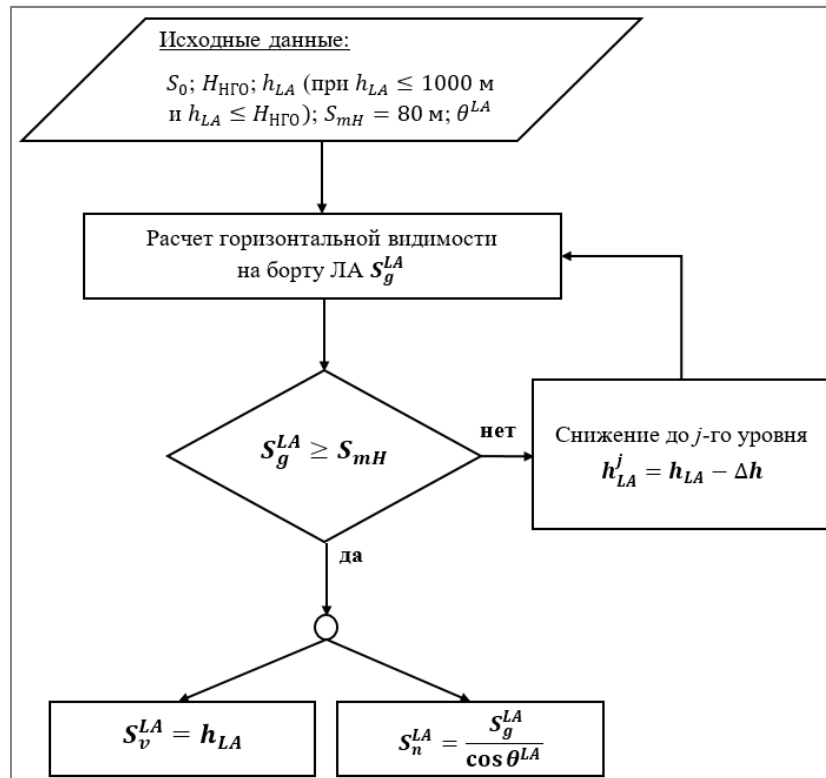 Исходные данные:
S₀; H_НГО; h_LA (при h_LA ≤ 1000 м
и h_LA ≤ H_НГО); S_mH = 80 м; θ^LA
Расчет горизонтальной видимости
на борту ЛА S_g^LA
S_g^LA ≥ S_mH
нет
Снижение до j-го уровня
h_LA^j = h_LA − Δh
да
S_v^LA = h_LA
S_n^LA = S_g^LA / cos θ^LA